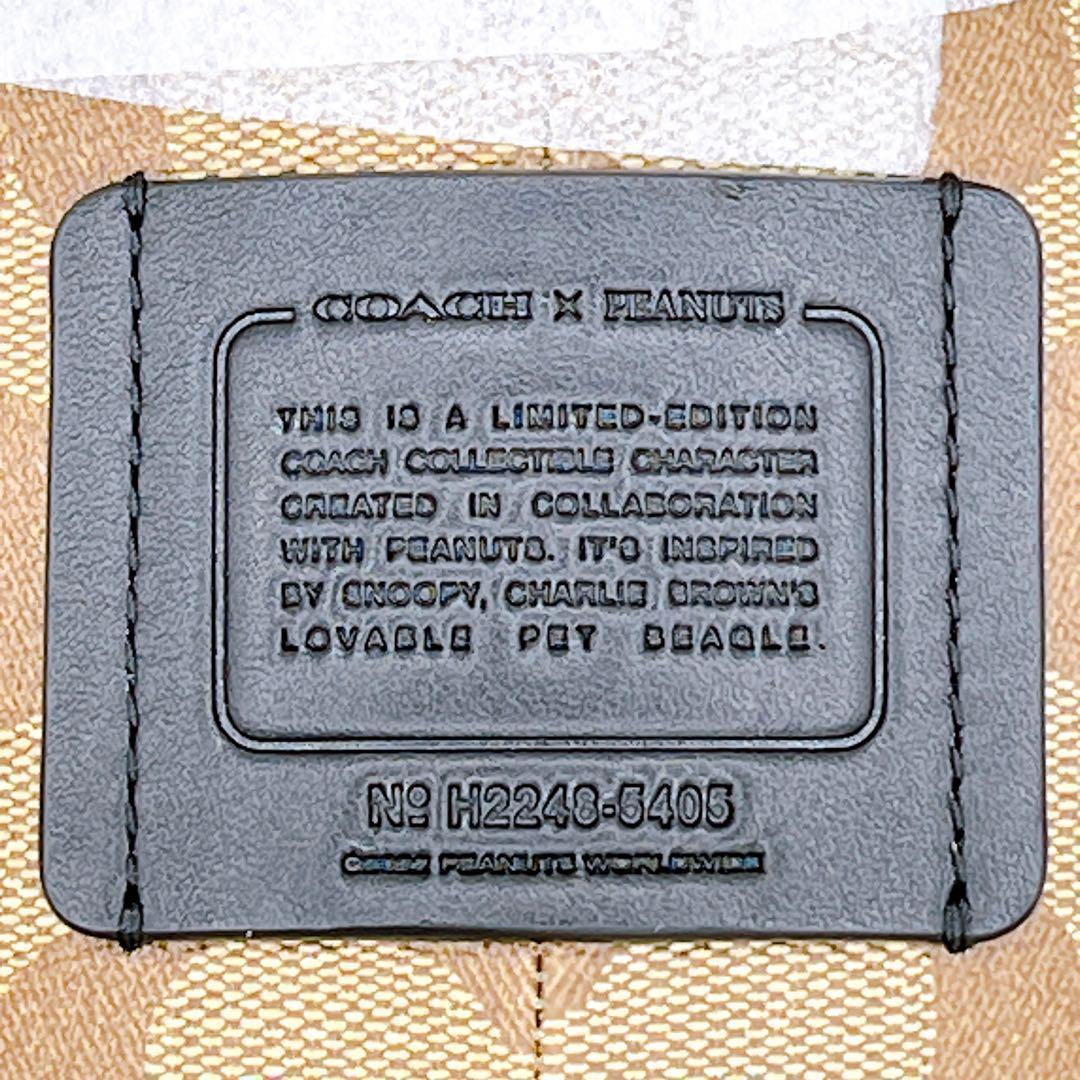 COACH × PEANUTS
THIS IS A LIMITED-EDITION
COACH COLLECTIBLE CHARACTER
CREATED IN COLLABORATION
WITH PEANUTS. IT'S INSPIRED
BY SNOOPY, CHARLIE BROWN'S
LOVABLE PET BEAGLE.
Nº H2248-5405
PEANUTS WORLDWIDE